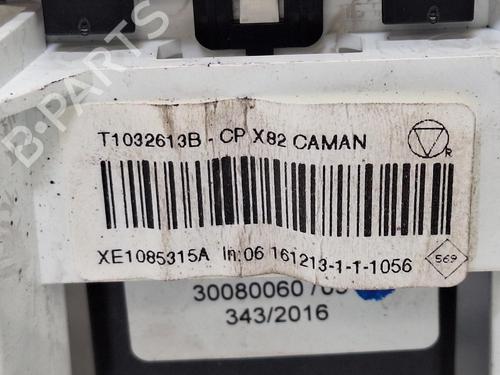 T1032613B - CP X82 CAMAN
R
XE1085315A In:06 161213-1-1-1056
569
30080060
343/2016
B-PARTS